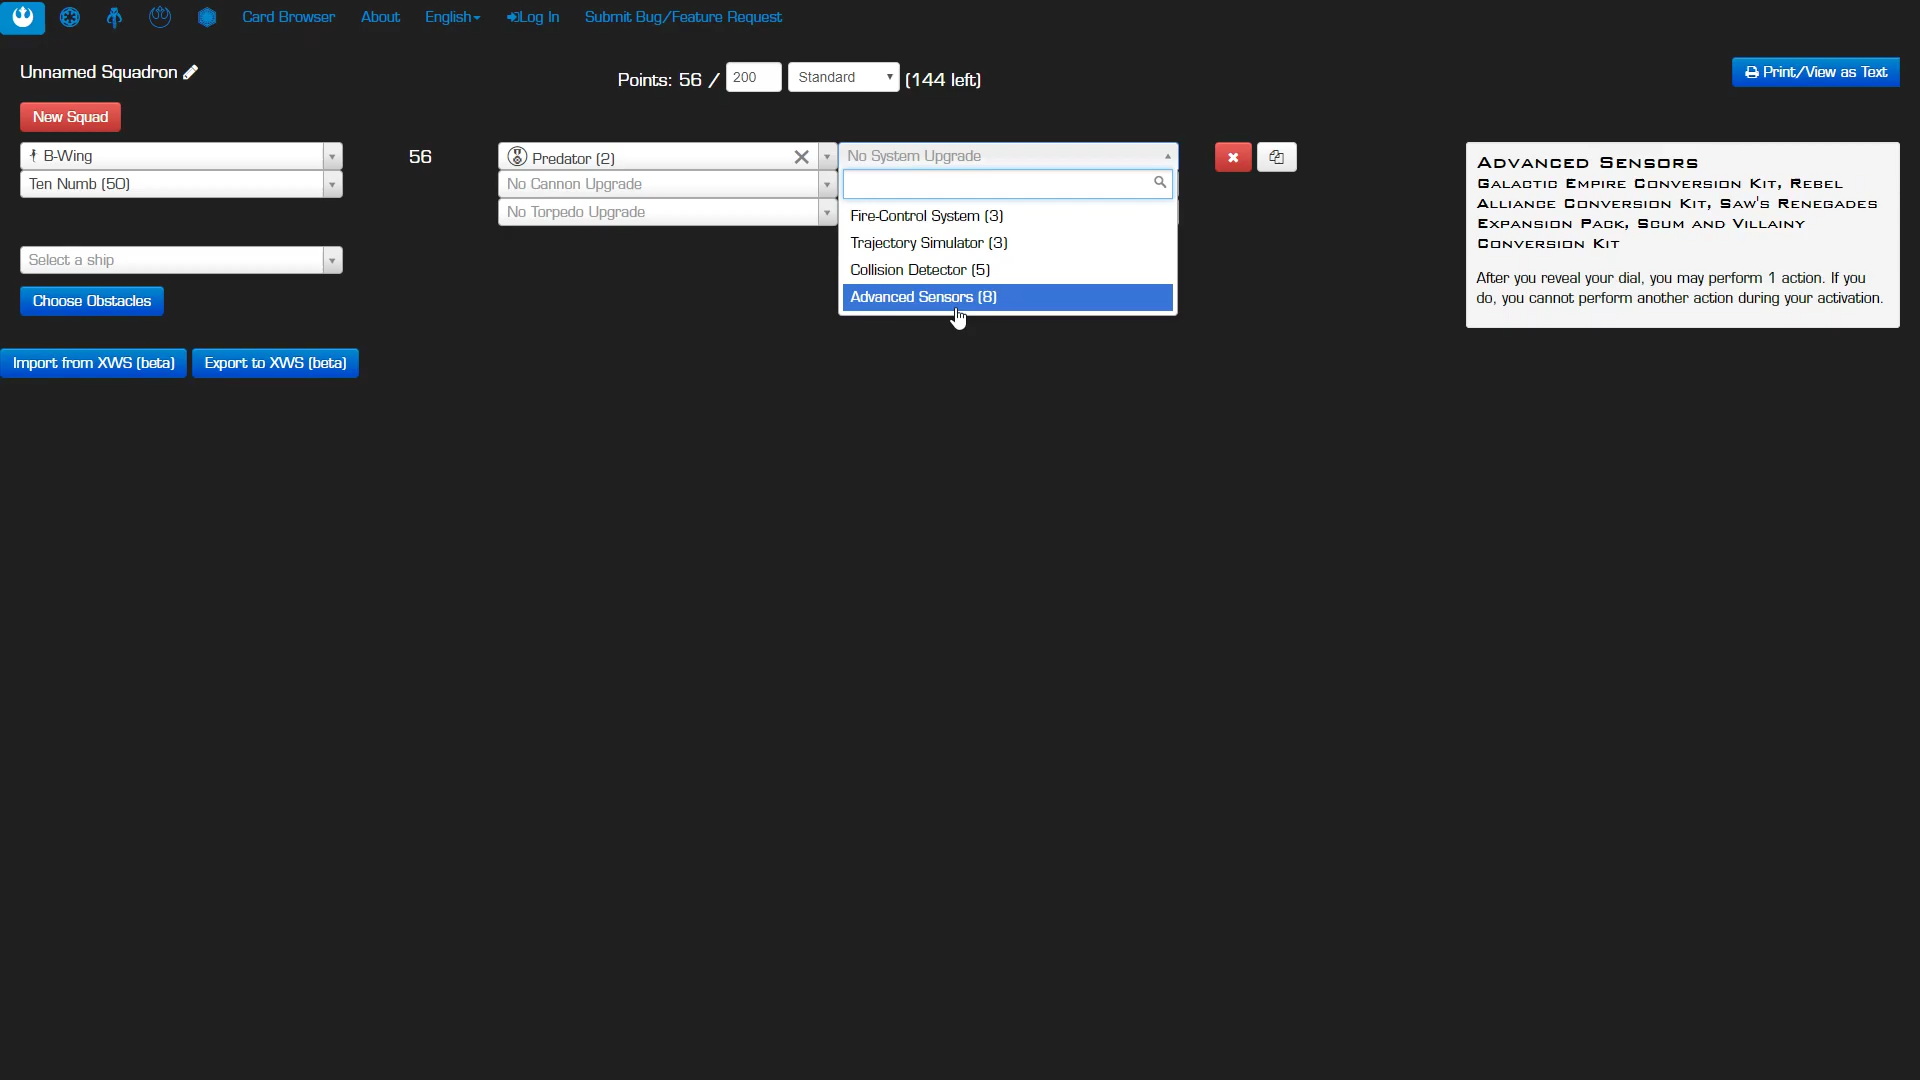 Card Browser
About
English
Log In
Submit Bug/Feature Request
Unnamed Squadron
Points: 56 / 200 Standard (144 left)
Print/View as Text
New Squad
B-Wing
Ten Numb (50)
56
Predator (2)
No Cannon Upgrade
No Torpedo Upgrade
No System Upgrade
Fire-Control System (3)
Trajectory Simulator (3)
Collision Detector (5)
Advanced Sensors (8)
Advanced Sensors
Galactic Empire Conversion Kit, Rebel
Alliance Conversion Kit, Saw's Renegades
Expansion Pack, Scum and Villainy
Conversion Kit
After you reveal your dial, you may perform 1 action. If you
do, you cannot perform another action during your activation.
Select a ship
Choose Obstacles
Import from XWS (beta)
Export to XWS (beta)